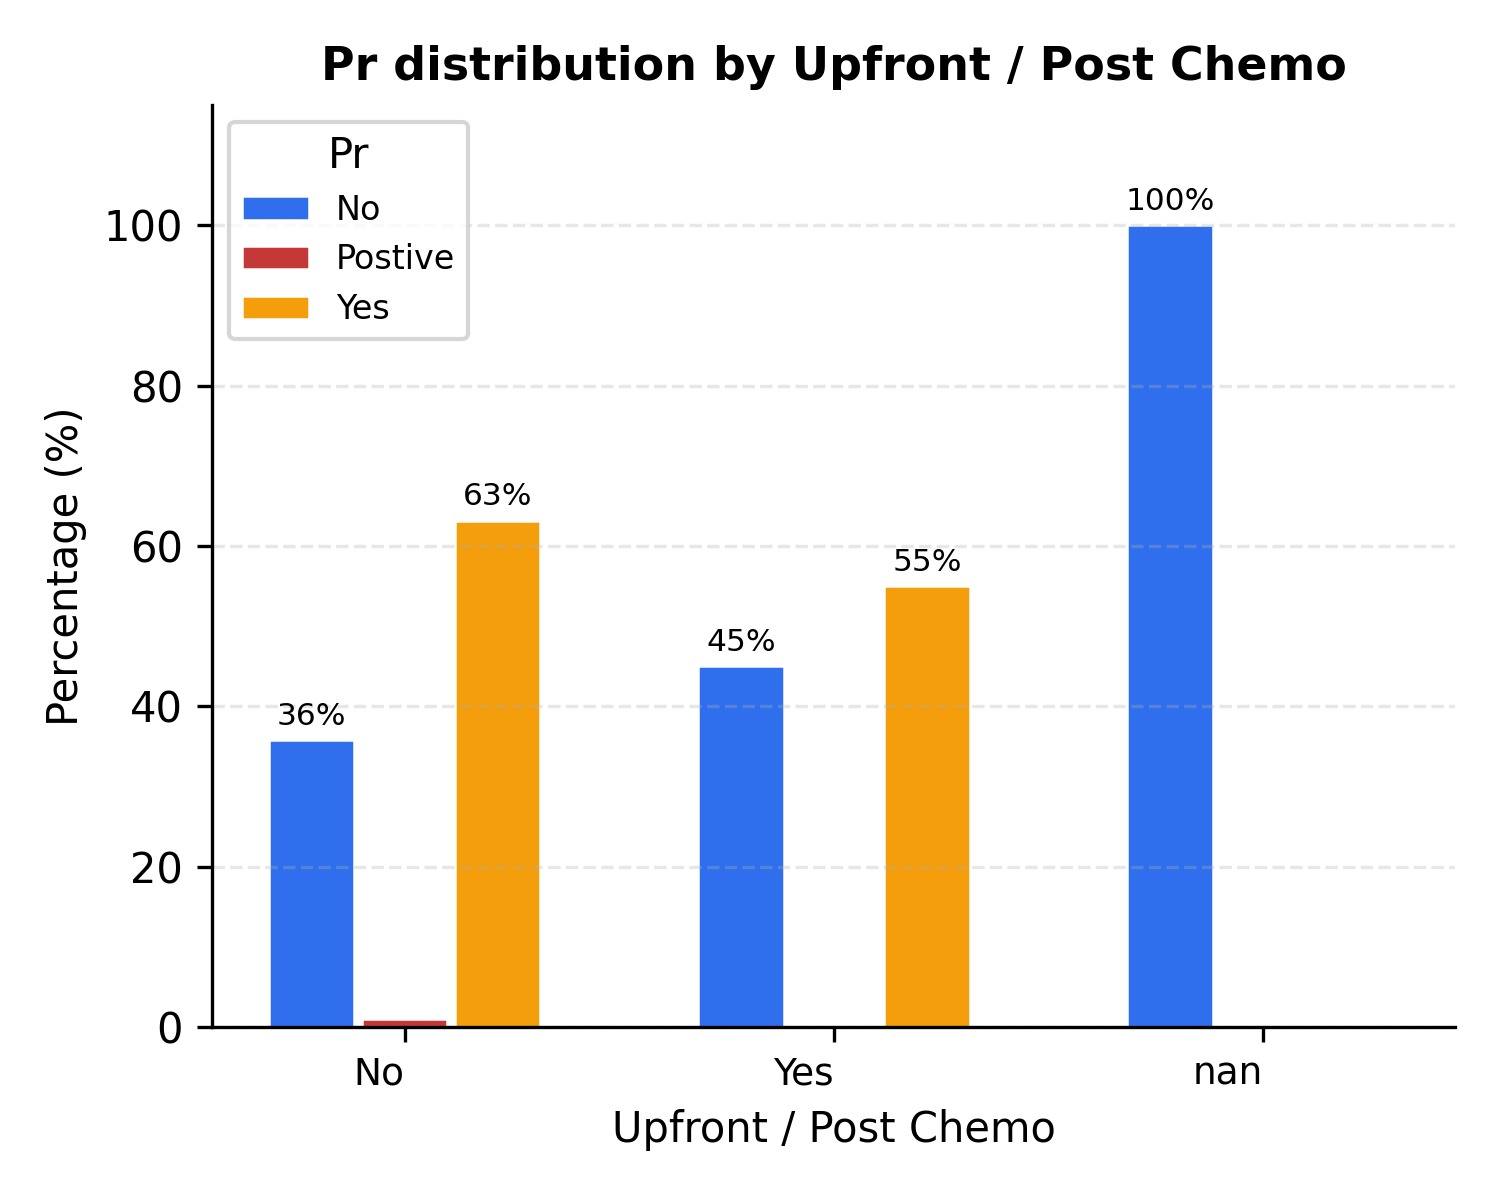 Pr distribution by Upfront / Post Chemo
Pr
No
Postive
Yes
Percentage (%)
100
80
60
40
20
0
36%
63%
45%
55%
100%
No
Yes
nan
Upfront / Post Chemo